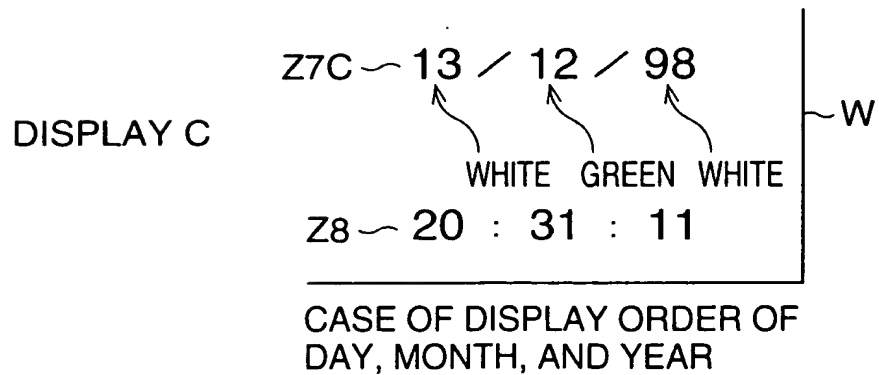 Z7C 13 / 12 / 98
W
DISPLAY C
WHITE GREEN WHITE
Z8 20 : 31 : 11
CASE OF DISPLAY ORDER OF
DAY, MONTH, AND YEAR